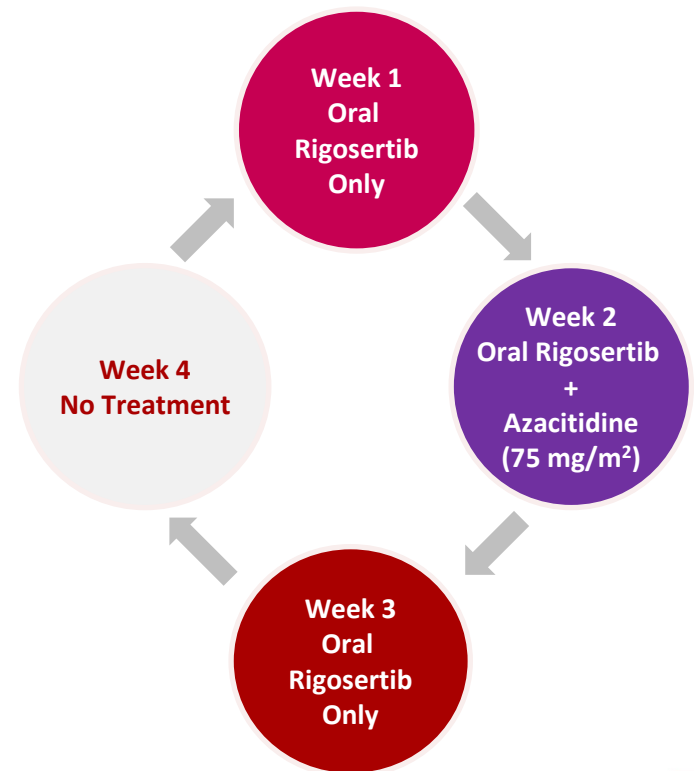 Week 1
Oral
Rigosertib
Only
Week 2
Oral Rigosertib
+
Azacitidine
(75 mg/m²)
Week 3
Oral
Rigosertib
Only
Week 4
No Treatment